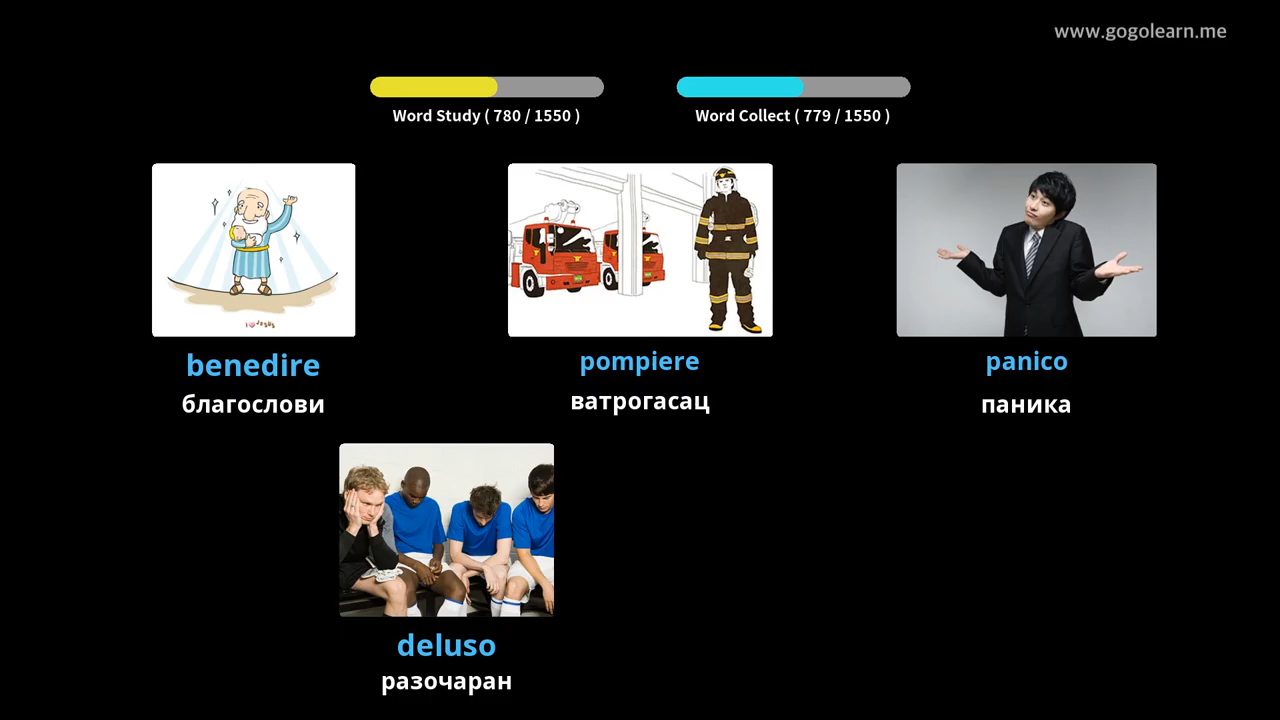 www.gogolearn.me
Word Study ( 780 / 1550 )
Word Collect ( 779 / 1550 )
I JESUS
benedire
благослови
pompiere
ватрогасац
panico
паника
deluso
разочаран